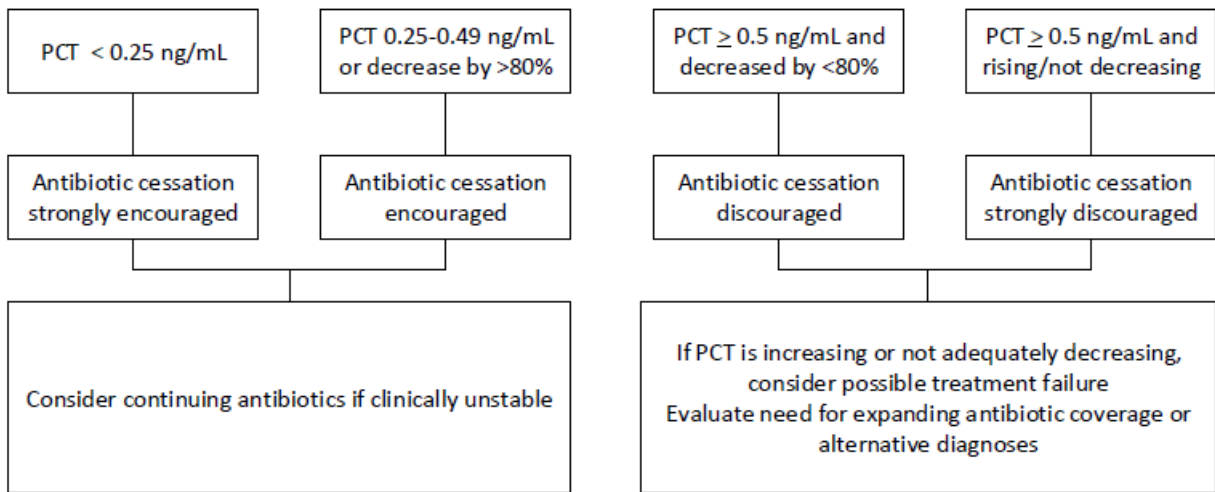 PCT < 0.25 ng/mL
PCT 0.25-0.49 ng/mL
or decrease by >80%
PCT ≥ 0.5 ng/mL and
decreased by <80%
PCT ≥ 0.5 ng/mL and
rising/not decreasing
Antibiotic cessation
strongly encouraged
Antibiotic cessation
encouraged
Antibiotic cessation
discouraged
Antibiotic cessation
strongly discouraged
Consider continuing antibiotics if clinically unstable
If PCT is increasing or not adequately decreasing,
consider possible treatment failure
Evaluate need for expanding antibiotic coverage or
alternative diagnoses